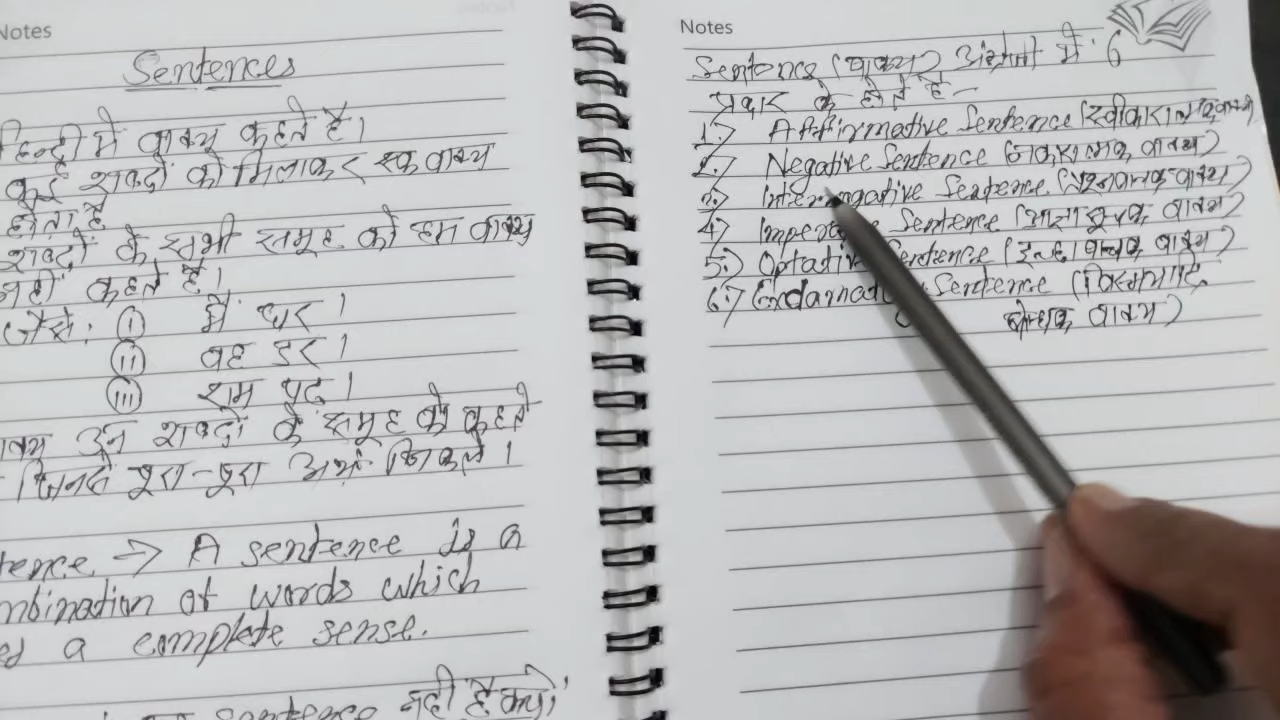 Notes
Sentences
हिन्दी में वाक्य कहते है।
कई शब्दों को मिलाकर एक वाक्य
होता है
शब्दों के सभी समूह को हम वाक्य
नहीं कहते है।
जैसे: (i) मैं घर।
(ii) वह डर।
(iii) राम पढ़।
वाक्य उन शब्दों के समूह को कहते
जिनसे पूरा-पूरा अर्थ निकले।
tence → A sentence is a
mbination of words which
a complete sense.
sentence नही है क्यो
Notes
Sentence (वाक्य) अंग्रेजी में 6
प्रकार के होते है -
1.) Affirmative Sentence (स्वीकारात्मक वाक्य
2.) Negative Sentence (नकारात्मक वाक्य)
3.) Interrogative Sentence (प्रश्नवाचक वाक्य)
4.) Sentence (आज्ञासूचक वाक्य)
5.) Optative Sentence (इच्छावाचक वाक्य)
6.) Sentence (विस्मयादि
बोधक वाक्य)